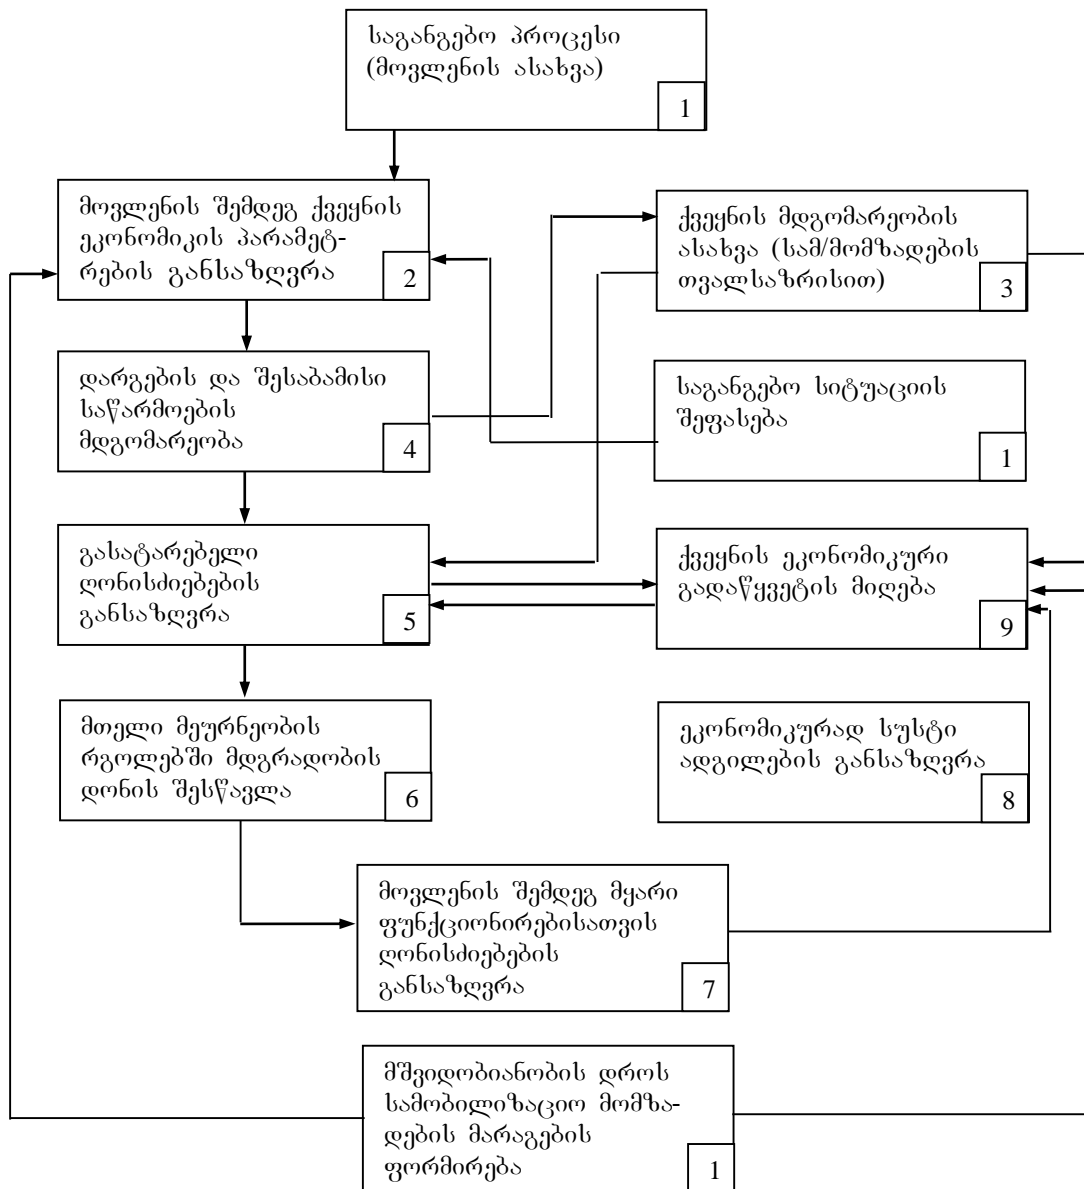 საგანგებო პროცესი
(მოვლენის ასახვა)
1
მოვლენის შემდეგ ქვეყნის
ეკონომიკის პარამეტ-
რების განსაზღვრა
2
ქვეყნის მდგომარეობის
ასახვა (სამ/მომზადების
თვალსაზრისით)
3
დარგების და შესაბამისი
საწარმოების
მდგომარეობა
4
საგანგებო სიტუაციის
შეფასება
1
გასატარებელი
ღონისძიებების
განსაზღვრა
5
ქვეყნის ეკონომიკური
გადაწყვეტის მიღება
9
მთელი მეურნეობის
რგოლებში მდგრადობის
დონის შესწავლა
6
ეკონომიკურად სუსტი
ადგილების განსაზღვრა
8
მოვლენის შემდეგ მყარი
ფუნქციონირებისათვის
ღონისძიებების
განსაზღვრა
7
მშვიდობიანობის დროს
სამობილიზაციო მომზა-
დების მარაგების
ფორმირება
1